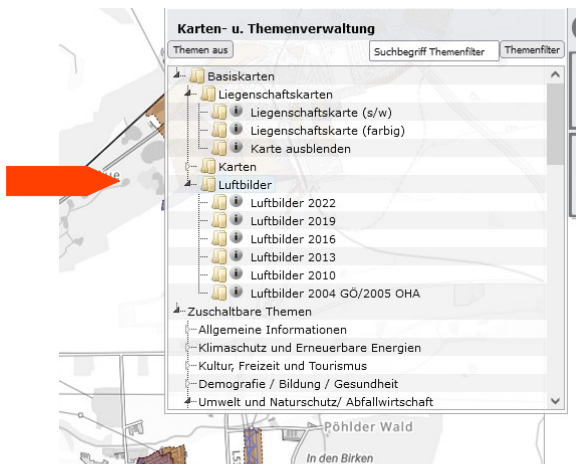 Karten- u. Themenverwaltung
Themen aus
Suchbegriff Themenfilter
Themenfilter
Basiskarten
Liegenschaftskarten
Liegenschaftskarte (s/w)
Liegenschaftskarte (farbig)
Karte ausblenden
Karten
Luftbilder
Luftbilder 2022
Luftbilder 2019
Luftbilder 2016
Luftbilder 2013
Luftbilder 2010
Luftbilder 2004 GÖ/2005 OHA
Zuschaltbare Themen
Allgemeine Informationen
Klimaschutz und Erneuerbare Energien
Kultur, Freizeit und Tourismus
Demografie / Bildung / Gesundheit
Umwelt und Naturschutz/ Abfallwirtschaft
Pöhlder Wald
In den Birken